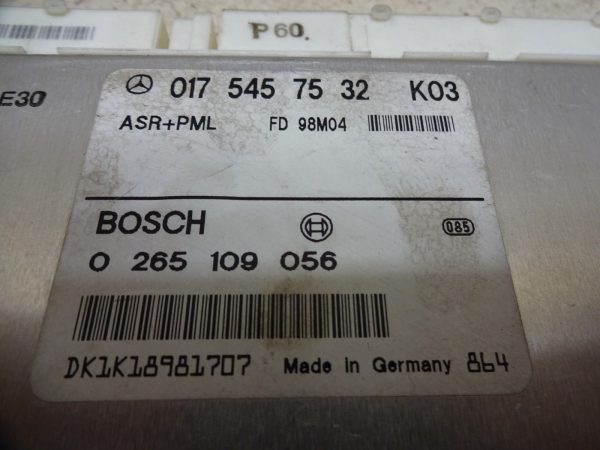 P60.
E30
017 545 75 32 K03
ASR+PML FD 98M04
BOSCH 085
0 265 109 056
DK1K18981707 Made in Germany 864